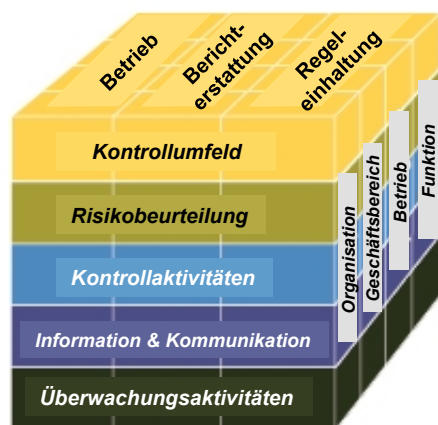 Betrieb
Bericht-
erstattung
Regel-
einhaltung
Kontrollumfeld
Risikobeurteilung
Kontrollaktivitäten
Information & Kommunikation
Überwachungsaktivitäten
Organisation
Geschäftsbereich
Betrieb
Funktion